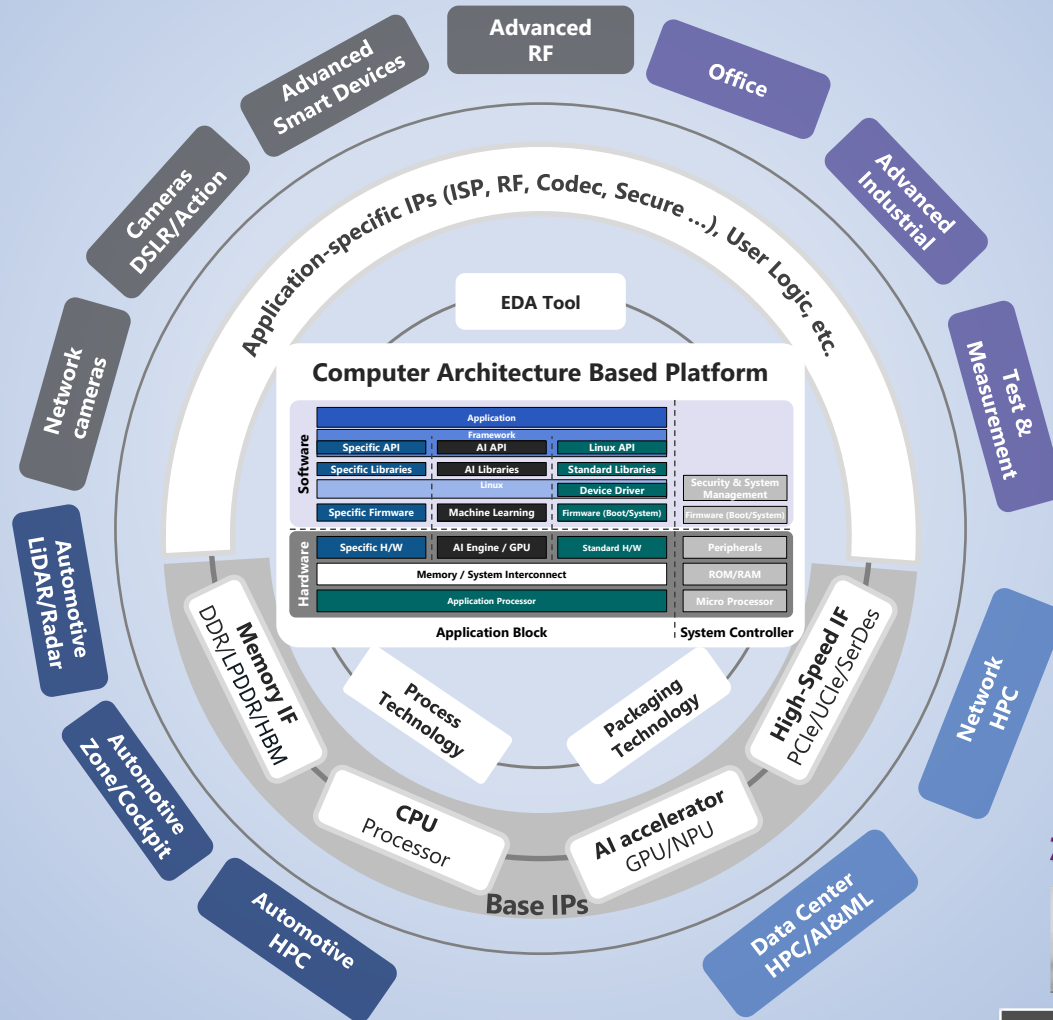 Advanced
RF
Office
Advanced
Industrial
Test &
Measurement
Network
HPC
Data Center
HPC/AI&ML
Automotive
HPC
Automotive
Zone/Cockpit
Automotive
LiDAR/Radar
Network
cameras
Cameras
DSLR/Action
Advanced
Smart Devices
Application-specific IPs (ISP, RF, Codec, Secure ...), User Logic, etc.
EDA Tool
Computer Architecture Based Platform
Software
Application
Framework
Specific API
AI API
Linux API
Specific Libraries
AI Libraries
Standard Libraries
Linux
Device Driver
Security & System
Management
Specific Firmware
Machine Learning
Firmware (Boot/System)
Firmware (Boot/System)
Hardware
Specific H/W
AI Engine / GPU
Standard H/W
Peripherals
Memory / System Interconnect
ROM/RAM
Application Processor
Micro Processor
Application Block
System Controller
Process
Technology
Packaging
Technology
Memory IF
DDR/LPDDR/HBM
CPU
Processor
AI accelerator
GPU/NPU
High-Speed IF
PCIe/UCIe/SerDes
Base IPs